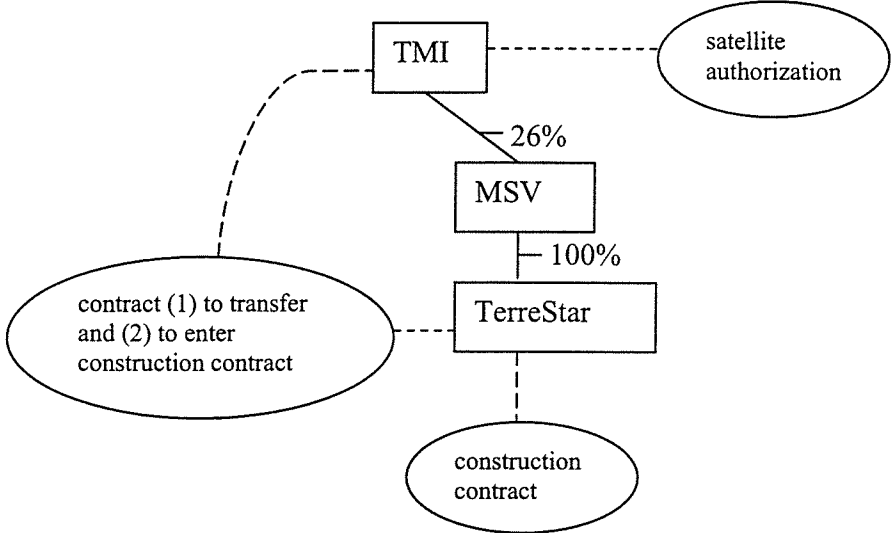 TMI
satellite
authorization
26%
MSV
100%
contract (1) to transfer
and (2) to enter
construction contract
TerreStar
construction
contract